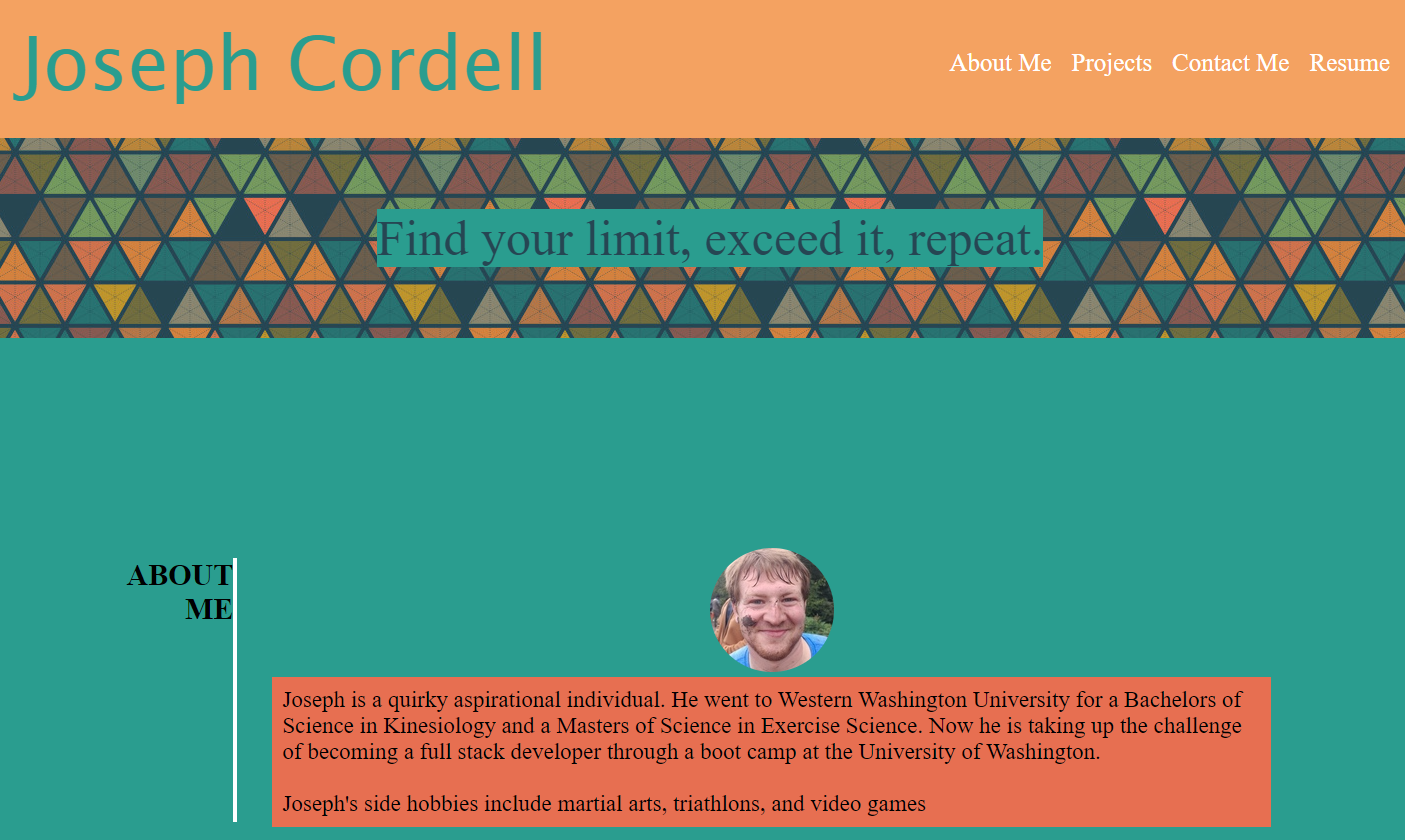 Joseph Cordell
About Me Projects Contact Me Resume
Find your limit, exceed it, repeat.
ABOUT
ME
Joseph is a quirky aspirational individual. He went to Western Washington University for a Bachelors of
Science in Kinesiology and a Masters of Science in Exercise Science. Now he is taking up the challenge
of becoming a full stack developer through a boot camp at the University of Washington.
Joseph's side hobbies include martial arts, triathlons, and video games